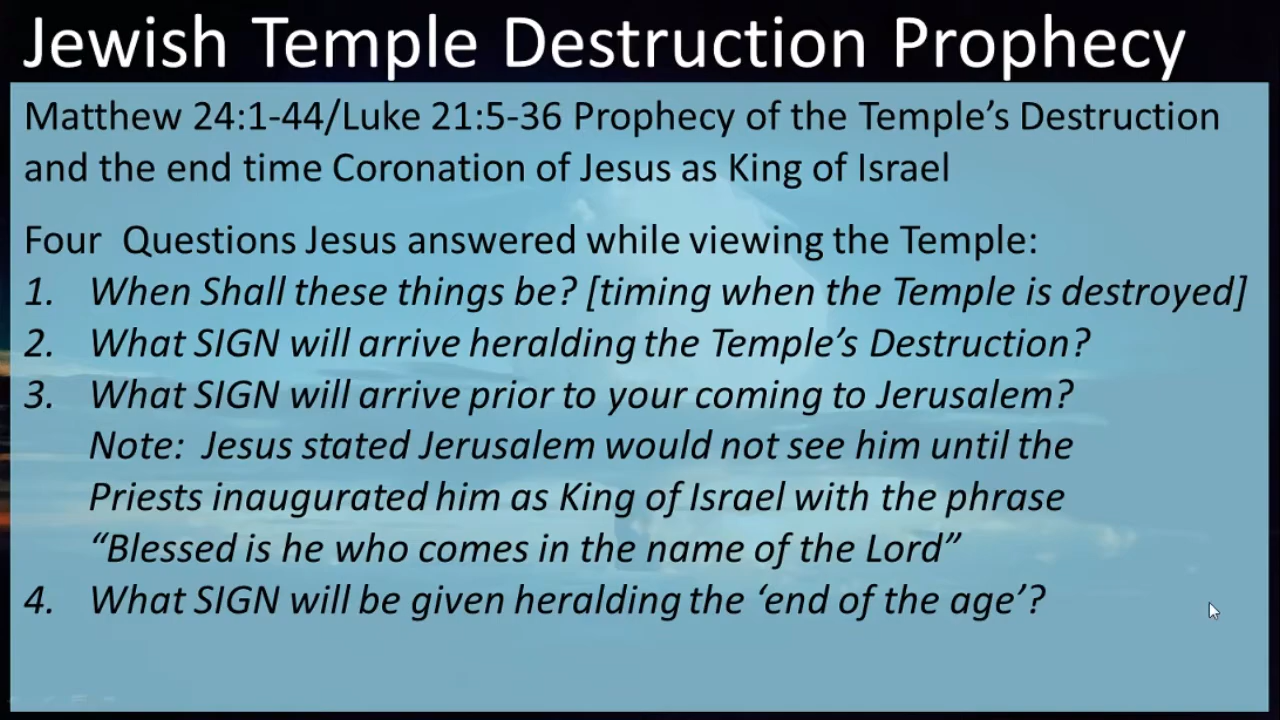 Jewish Temple Destruction Prophecy
Matthew 24:1-44/Luke 21:5-36 Prophecy of the Temple’s Destruction
and the end time Coronation of Jesus as King of Israel
Four  Questions Jesus answered while viewing the Temple:
1. When Shall these things be? [timing when the Temple is destroyed]
2. What SIGN will arrive heralding the Temple’s Destruction?
3. What SIGN will arrive prior to your coming to Jerusalem?
Note:  Jesus stated Jerusalem would not see him until the
Priests inaugurated him as King of Israel with the phrase
“Blessed is he who comes in the name of the Lord”
4. What SIGN will be given heralding the ‘end of the age’?